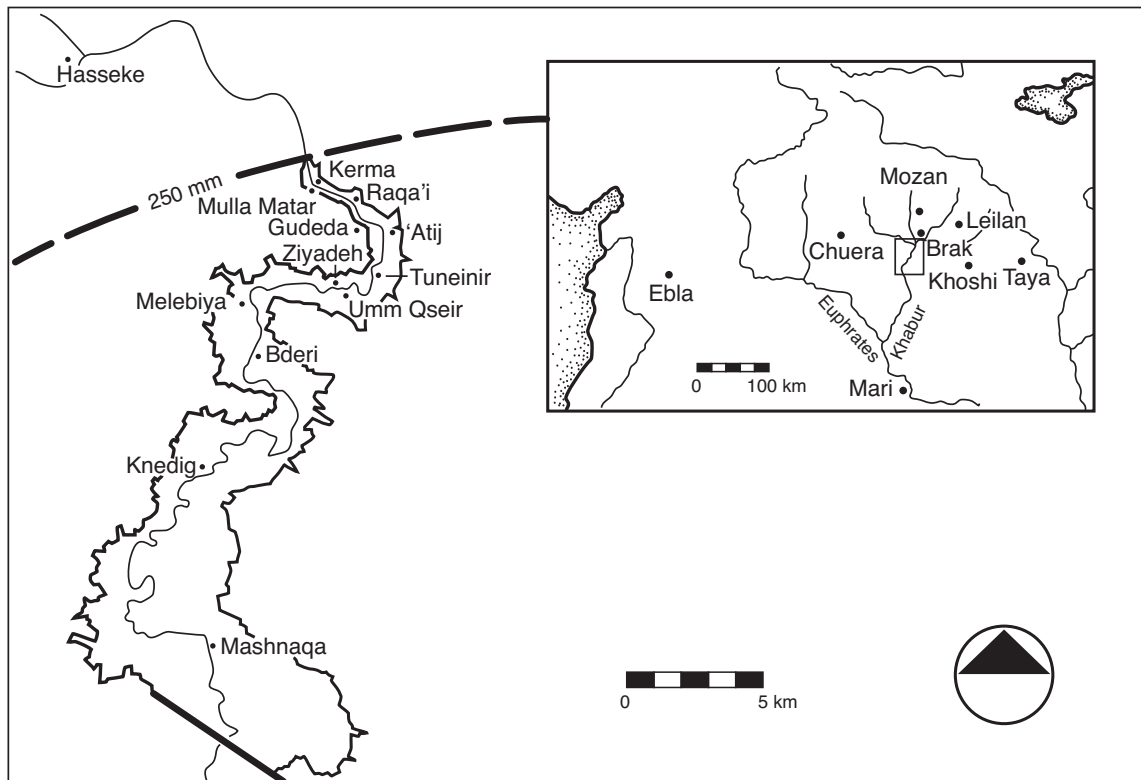 Hasseke
250 mm
Kerma
Raqa'i
Mulla Matar
Gudeda
'Atij
Ziyadeh
Tuneinir
Melebiya
Umm Qseir
Bderi
Knedig
Mashnaqa
Mozan
Leilan
Chuera
Brak
Khoshi
Taya
Ebla
Euphrates
Khabur
0 100 km
Mari
0 5 km